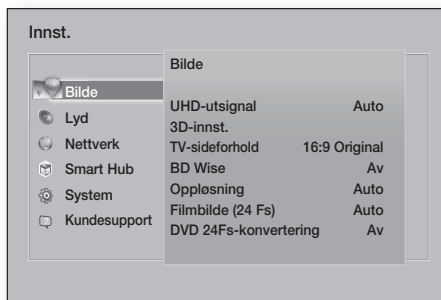 Innst.
Bilde
Lyd
Nettverk
Smart Hub
System
Kundesupport
Bilde
UHD-utsignal Auto
3D-innst.
TV-sideforhold 16:9 Original
BD Wise Av
Oppløsning Auto
Filmbilde (24 Fs) Auto
DVD 24Fs-konvertering Av